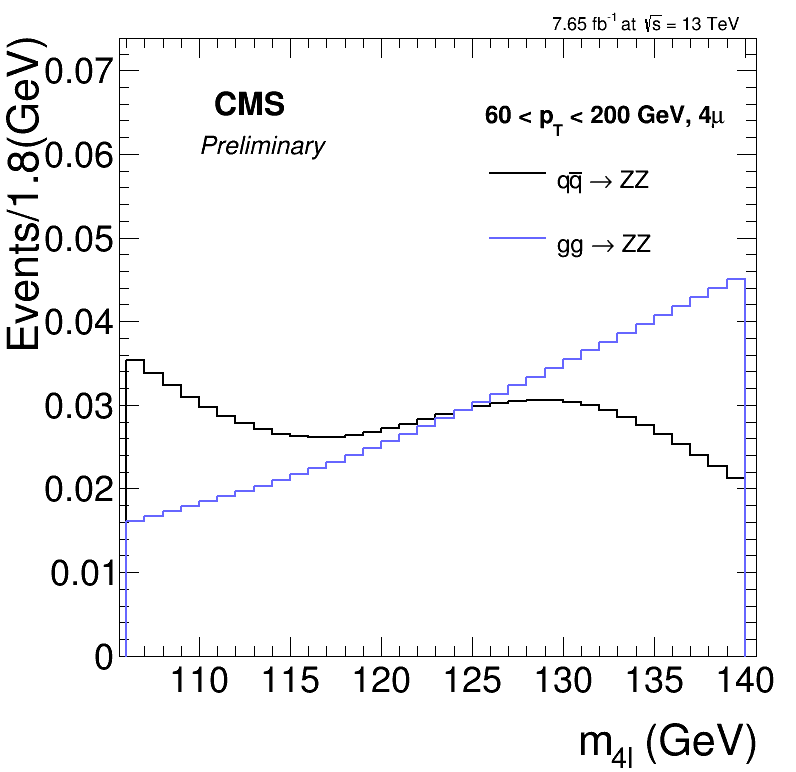 7.65 fb⁻¹ at √s = 13 TeV
CMS
Preliminary
60 < p_T < 200 GeV, 4μ
qq̅ → ZZ
gg → ZZ
Events/1.8(GeV)
0.07
0.06
0.05
0.04
0.03
0.02
0.01
0
110 115 120 125 130 135 140
m_4l (GeV)